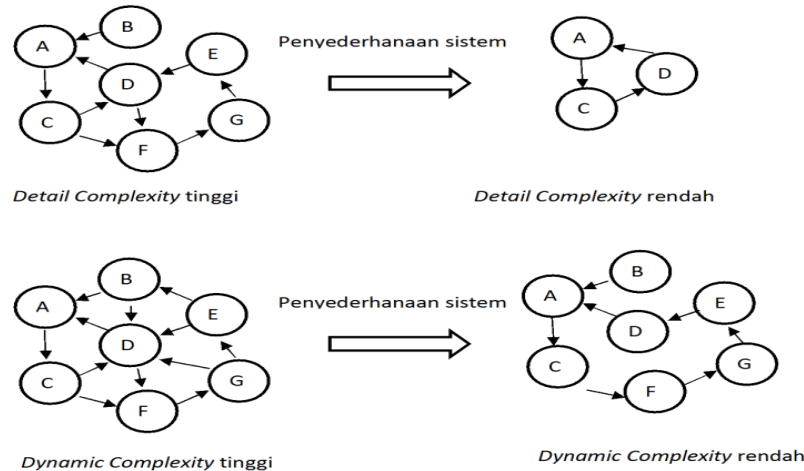 B
A
E
D
C
G
F
Penyederhanaan sistem
A
D
C
Detail Complexity tinggi
Detail Complexity rendah
B
A
E
D
C
G
F
Penyederhanaan sistem
B
A
E
D
C
G
F
Dynamic Complexity tinggi
Dynamic Complexity rendah